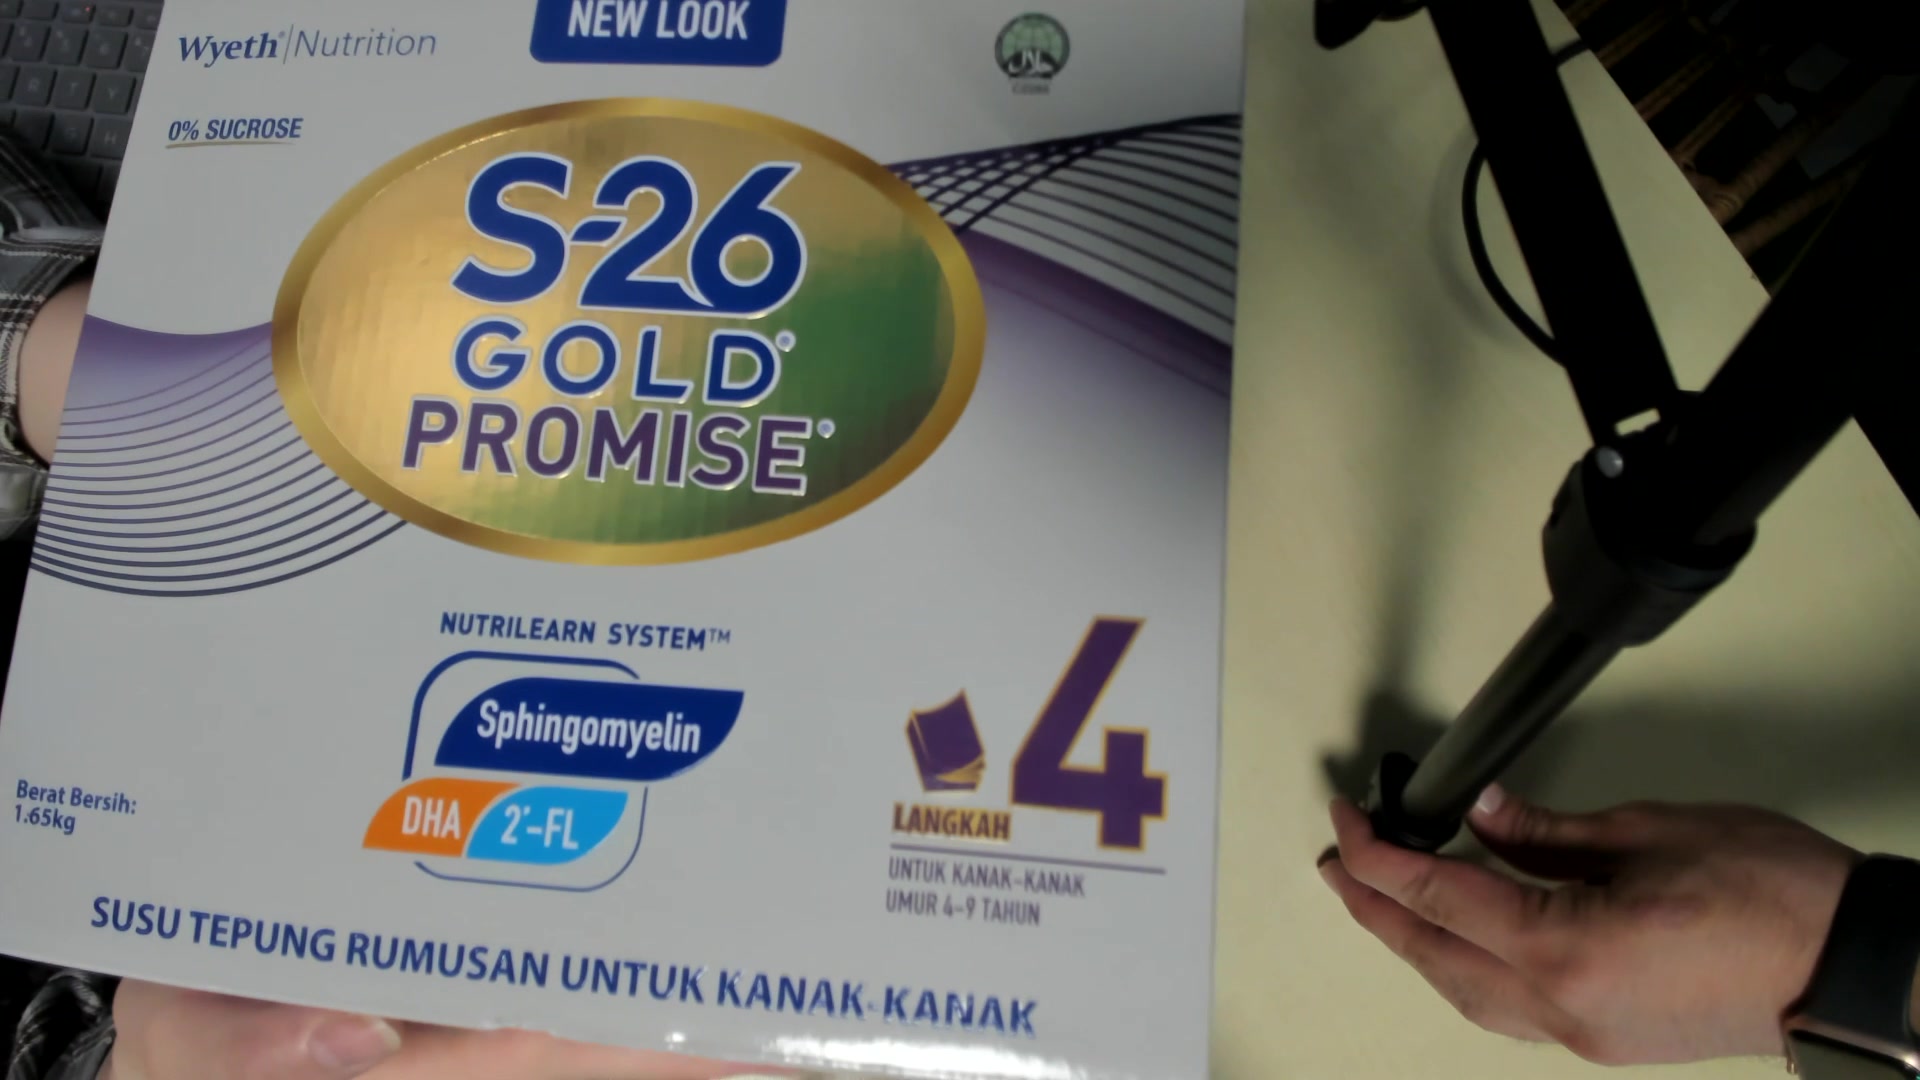 Wyeth® Nutrition
NEW LOOK
0% SUCROSE
S-26
GOLD®
PROMISE®
NUTRILEARN SYSTEM™
Sphingomyelin
DHA
2'-FL
4
LANGKAH
UNTUK KANAK-KANAK
UMUR 4-9 TAHUN
Berat Bersih:
1.65kg
SUSU TEPUNG RUMUSAN UNTUK KANAK-KANAK